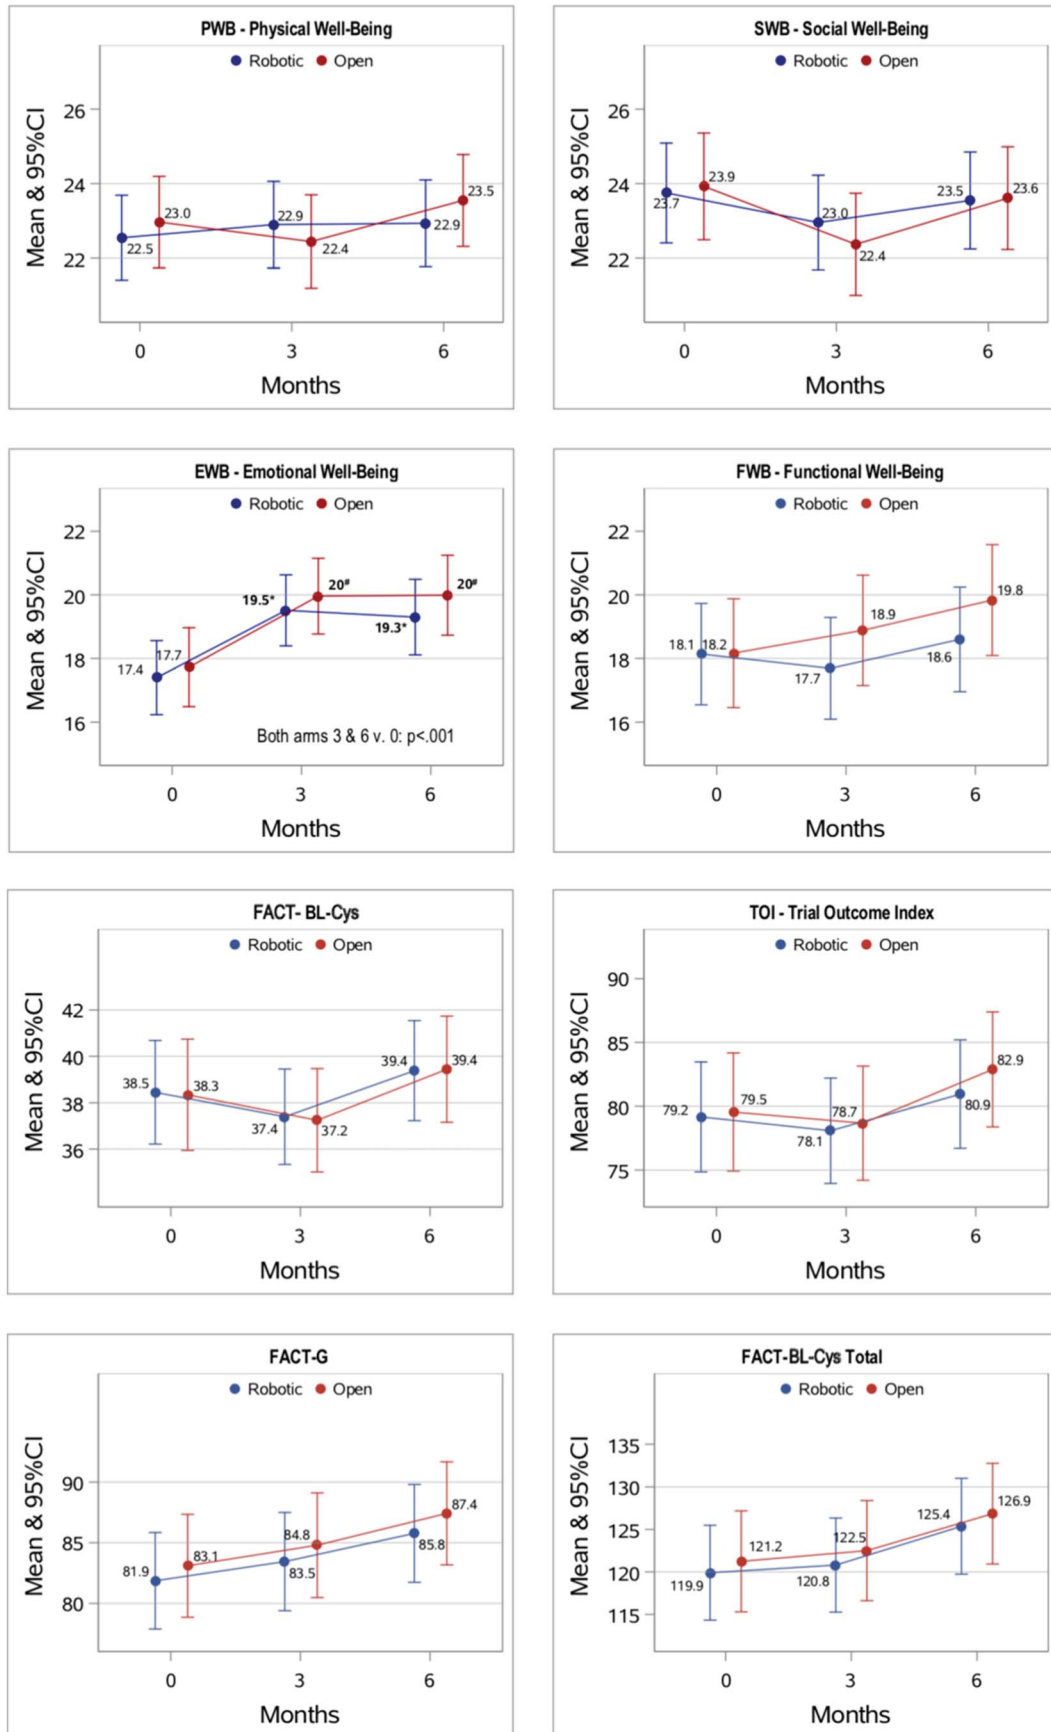 PWB - Physical Well-Being
Robotic Open
Mean & 95%CI
26
24
22
22.5
23.0
22.9
22.4
22.9
23.5
0 3 6
Months
SWB - Social Well-Being
Robotic Open
Mean & 95%CI
26
24
22
23.7
23.9
23.0
22.4
23.5
23.6
0 3 6
Months
EWB - Emotional Well-Being
Robotic Open
Mean & 95%CI
22
20
18
16
17.4
17.7
19.5*
20#
19.3*
20#
Both arms 3 & 6 v. 0: p<.001
0 3 6
Months
FWB - Functional Well-Being
Robotic Open
Mean & 95%CI
22
20
18
16
18.1
18.2
17.7
18.9
18.6
19.8
0 3 6
Months
FACT- BL-Cys
Robotic Open
Mean & 95%CI
42
40
38
36
38.5
38.3
37.4
37.2
39.4
39.4
0 3 6
Months
TOI - Trial Outcome Index
Robotic Open
Mean & 95%CI
90
85
80
75
79.2
79.5
78.1
78.7
80.9
82.9
0 3 6
Months
FACT-G
Robotic Open
Mean & 95%CI
90
85
80
81.9
83.1
83.5
84.8
85.8
87.4
0 3 6
Months
FACT-BL-Cys Total
Robotic Open
Mean & 95%CI
135
130
125
120
115
119.9
121.2
120.8
122.5
125.4
126.9
0 3 6
Months